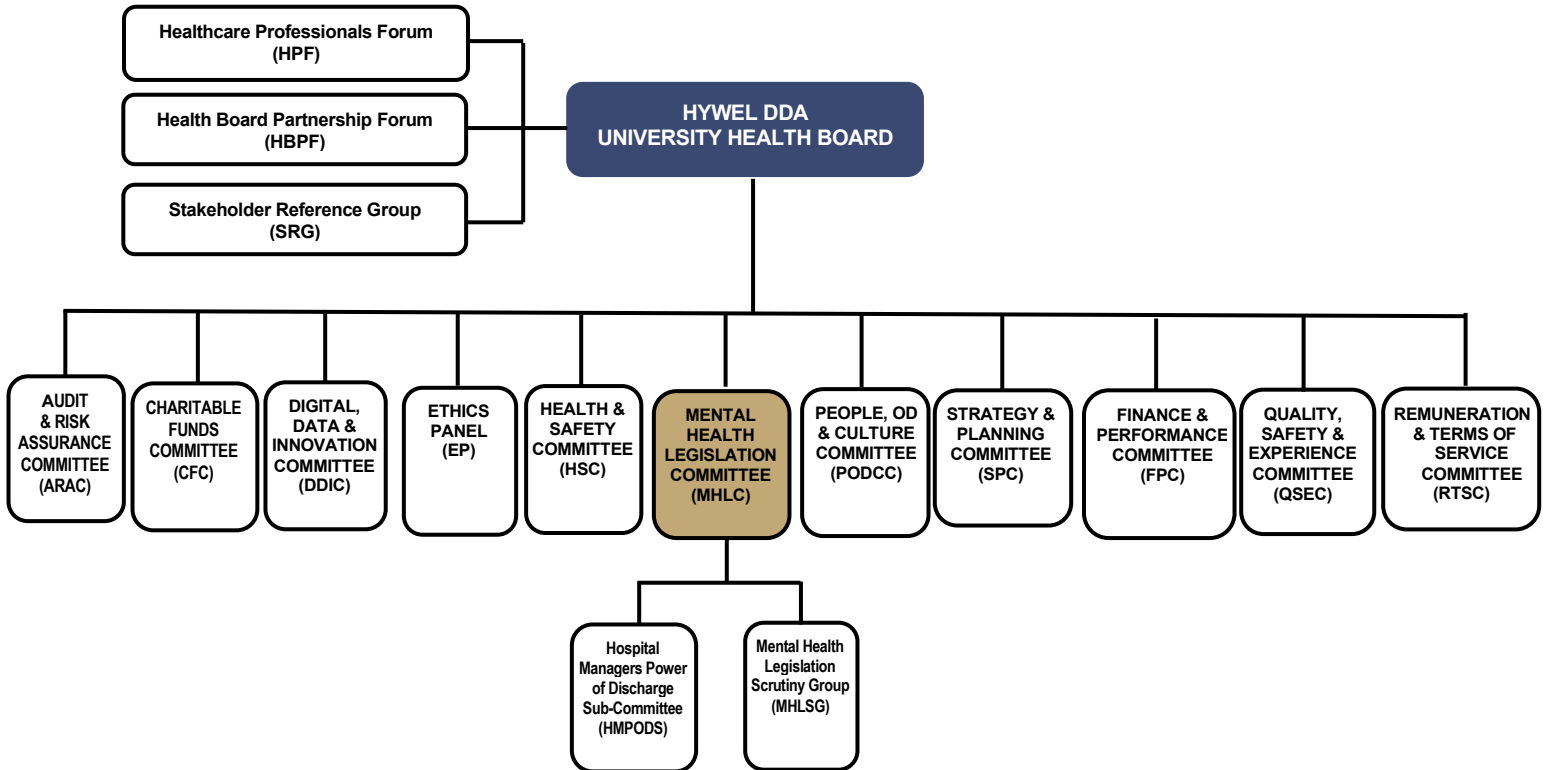 Healthcare Professionals Forum
(HPF)
Health Board Partnership Forum
(HBPF)
Stakeholder Reference Group
(SRG)
HYWEL DDA
UNIVERSITY HEALTH BOARD
AUDIT
& RISK
ASSURANCE
COMMITTEE
(ARAC)
CHARITABLE
FUNDS
COMMITTEE
(CFC)
DIGITAL,
DATA &
INNOVATION
COMMITTEE
(DDIC)
ETHICS
PANEL
(EP)
HEALTH &
SAFETY
COMMITTEE
(HSC)
MENTAL
HEALTH
LEGISLATION
COMMITTEE
(MHLC)
PEOPLE, OD
& CULTURE
COMMITTEE
(PODCC)
STRATEGY &
PLANNING
COMMITTEE
(SPC)
FINANCE &
PERFORMANCE
COMMITTEE
(FPC)
QUALITY,
SAFETY &
EXPERIENCE
COMMITTEE
(QSEC)
REMUNERATION
& TERMS OF
SERVICE
COMMITTEE
(RTSC)
Hospital
Managers Power
of Discharge
Sub-Committee
(HMPODS)
Mental Health
Legislation
Scrutiny Group
(MHLSG)